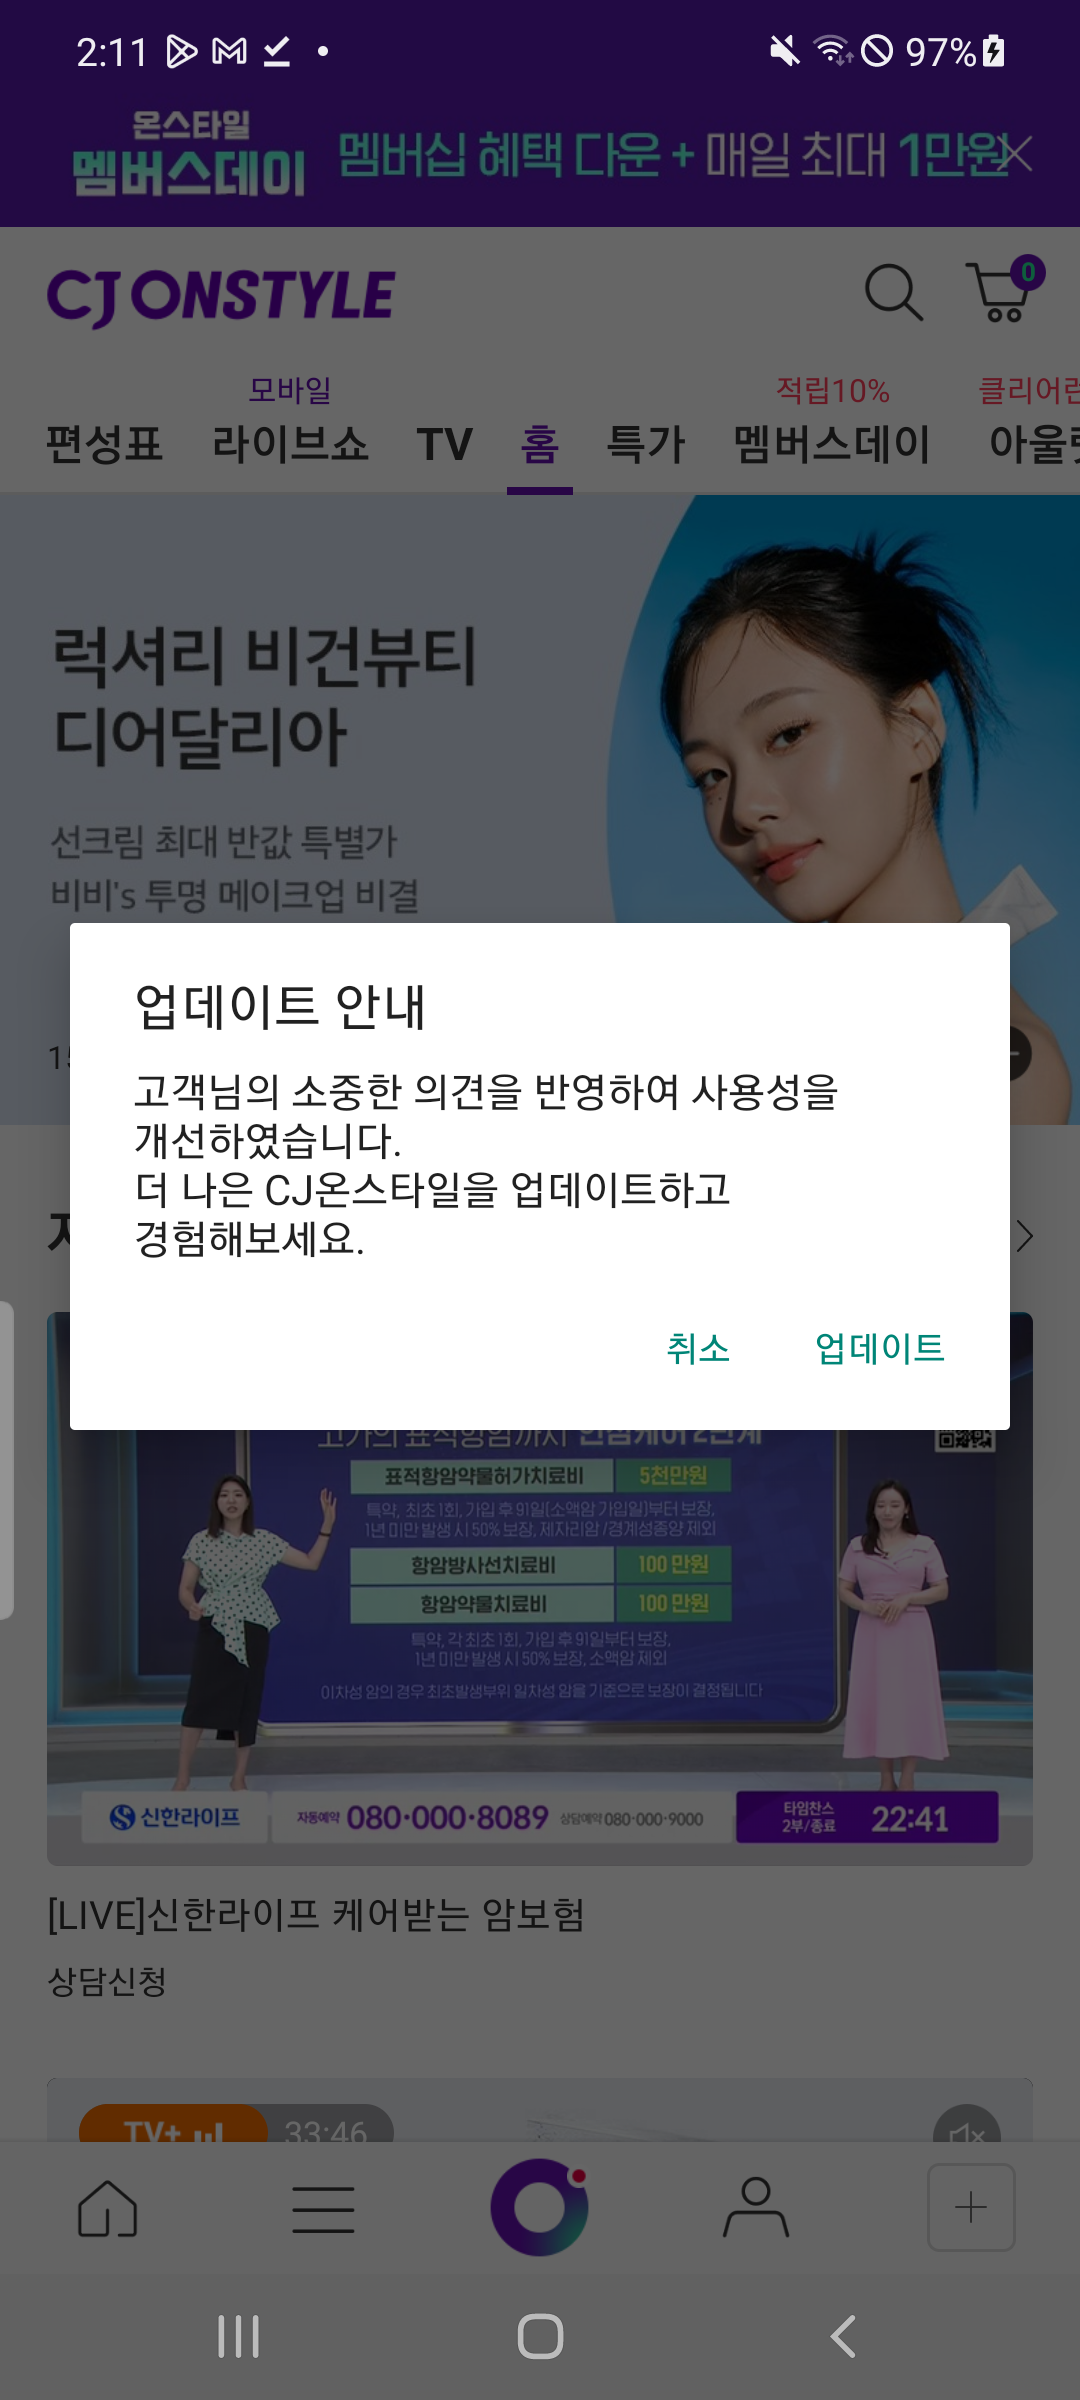 2:11
97%
온스타일
멤버스데이
멤버십 혜택 다운 + 매일 최대 1만원
CJ ONSTYLE
0
모바일
적립10%
클리어런
편성표 라이브쇼 TV 홈 특가 멤버스데이
럭셔리 비건뷰티
디어달리아
선크림 최대 반값 특별가
비비's 투명 메이크업 비결
업데이트 안내
고객님의 소중한 의견을 반영하여 사용성을
개선하였습니다.
더 나은 CJ온스타일을 업데이트하고
경험해보세요.
취소 업데이트
고가의 표적항암까지 안심케어 2단계
표적항암약물허가치료비 5천만원
특약, 최초 1회, 가입 후 91일(소액암 가입일)부터 보장,
1년 미만 발생 시 50% 보장, 제자리암/경계성종양 제외
항암방사선치료비 100 만원
항암약물치료비 100 만원
특약, 각 최초 1회, 가입 후 91일부터 보장,
1년 미만 발생 시 50% 보장, 소액암 제외
이차성 암의 경우 최초발생부위 일차성 암을 기준으로 보장이 결정됩니다
신한라이프
자동예약 080·000·8089 상담예약 080·000·9000
타임찬스
2부/종료
22:41
[LIVE]신한라이프 케어받는 암보험
상담신청
TV+ 33:46